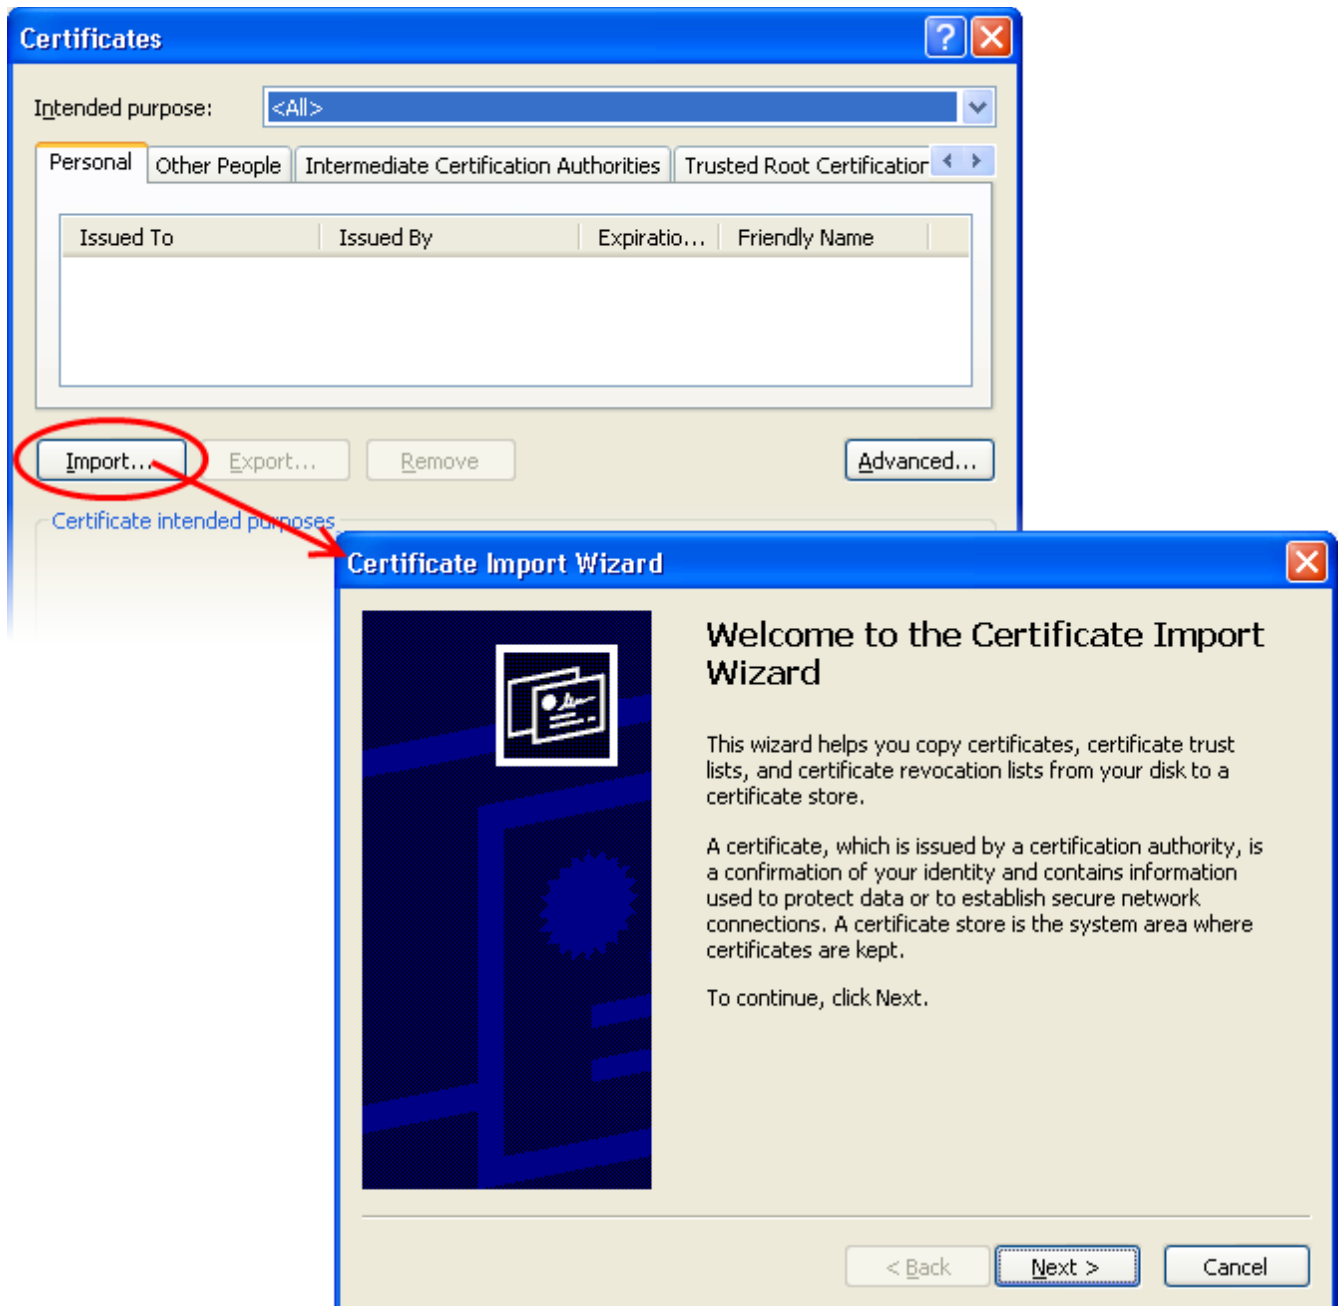 Certificates
Intended purpose: <All>
Personal Other People Intermediate Certification Authorities Trusted Root Certification
Issued To Issued By Expiratio... Friendly Name
Import... Export... Remove Advanced...
Certificate intended purposes
Certificate Import Wizard
Welcome to the Certificate Import
Wizard
This wizard helps you copy certificates, certificate trust
lists, and certificate revocation lists from your disk to a
certificate store.
A certificate, which is issued by a certification authority, is
a confirmation of your identity and contains information
used to protect data or to establish secure network
connections. A certificate store is the system area where
certificates are kept.
To continue, click Next.
< Back Next > Cancel